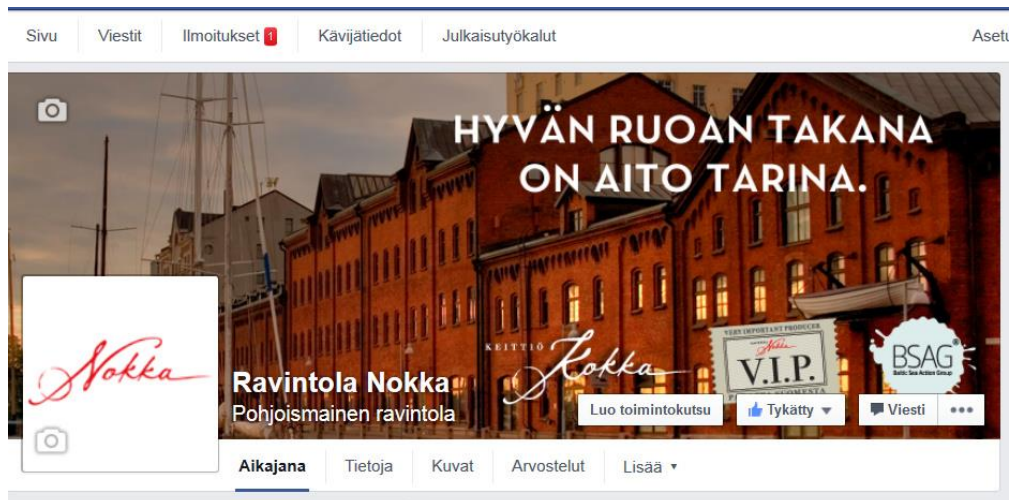 Sivu Viestit Ilmoitukset 1 Kävijätiedot Julkaisutyökalut Asetu
HYVÄN RUOAN TAKANA
ON AITO TARINA.
Nokka
Ravintola Nokka
Pohjoismainen ravintola
KEITTIÖ
Kokka
VERY IMPORTANT PRODUCER
Nokka
V.I.P.
BSAG
Baltic Sea Action Group
Luo toimintokutsu Tykätty Viesti
Aikajana Tietoja Kuvat Arvostelut Lisää